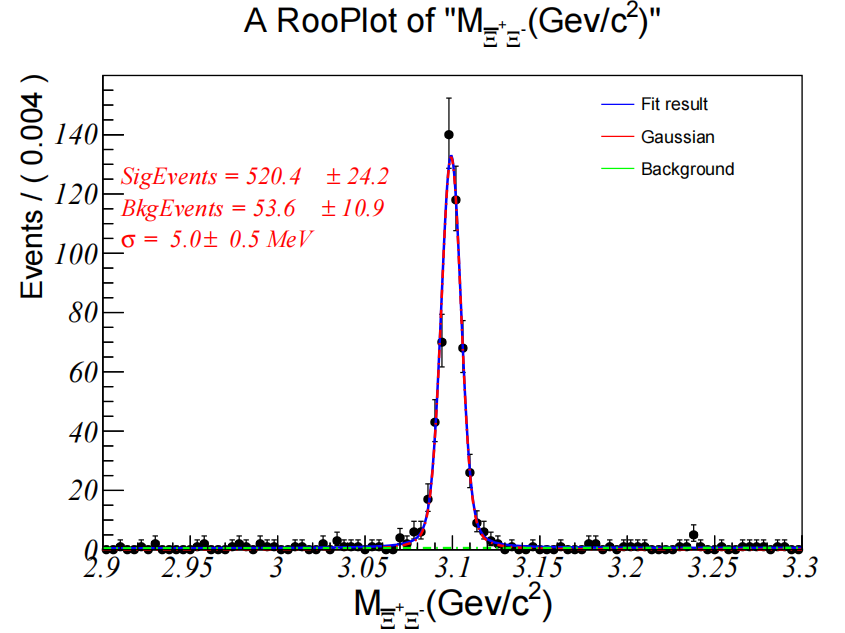 A RooPlot of "M_{Ξ̅⁺Ξ⁻}(Gev/c²)"
Events / ( 0.004 )
140
120
100
80
60
40
20
0
SigEvents = 520.4 ± 24.2
BkgEvents = 53.6 ± 10.9
σ = 5.0± 0.5 MeV
Fit result
Gaussian
Background
2.9 2.95 3 3.05 3.1 3.15 3.2 3.25 3.3
M_{Ξ̅⁺Ξ⁻}(Gev/c²)